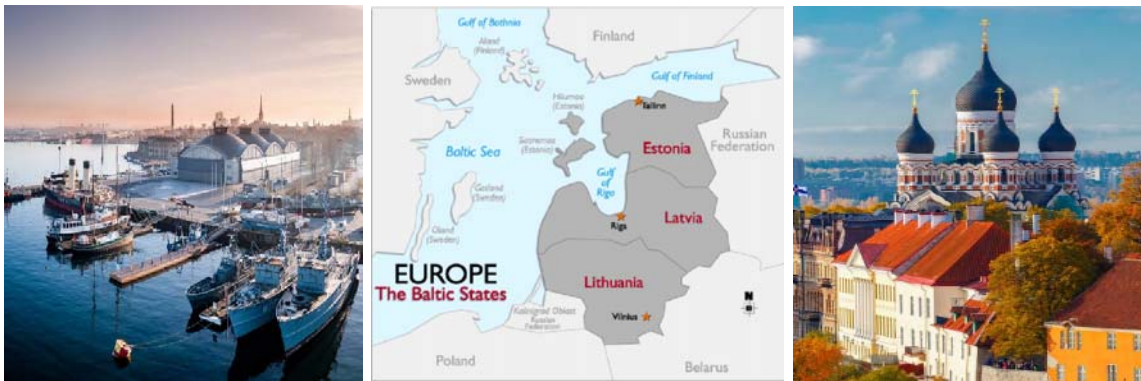 Gulf of Bothnia
Aland
(Finland)
Finland
Sweden
Gulf of Finland
Tallinn
Hiiumaa
(Estonia)
Saaremaa
(Estonia)
Russian
Federation
Baltic Sea
Estonia
Gulf
of
Riga
Gotland
(Sweden)
Latvia
Riga
Oland
(Sweden)
EUROPE
The Baltic States
Lithuania
N
Kaliningrad Oblast
Russian
Federation
Vilnius
Poland
Belarus